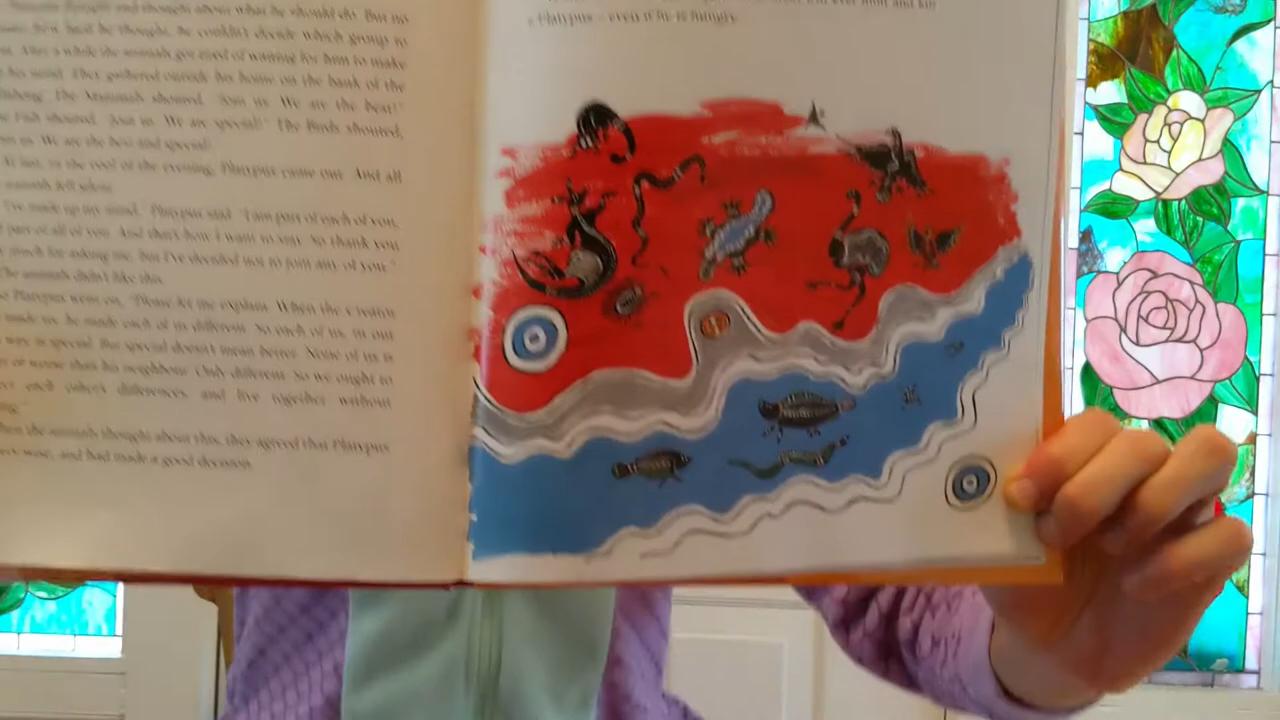 thought and thought about what he should do. But no
he thought, he couldn't decide which group to
After a while the animals got tired of waiting for him to make
his mind. They gathered outside his home on the bank of the
The Mammals shouted, "Join us. We are the best!"
Fish shouted, "Join us. We are special!" The Birds shouted,
us. We are the best and special!
At last, in the cool of the evening, Platypus came out. And all
animals fell silent.
"I've made up my mind," Platypus said. "I am part of each of you,
part of all of you. And that's how I want to stay. So thank you
much for asking me, but I've decided not to join any of you."
The animals didn't like this.
Platypus went on, "Please let me explain. When the
made us, he made each of us different. So each of us, in our
way is special. But special doesn't mean better. None of us is
or worse than his neighbour. Only different. So we ought to
each other's differences, and live together without
the animals thought about this, they agreed that Platypus
wise, and had made a good decision.
and kill
Platypus – even if he is hungry.